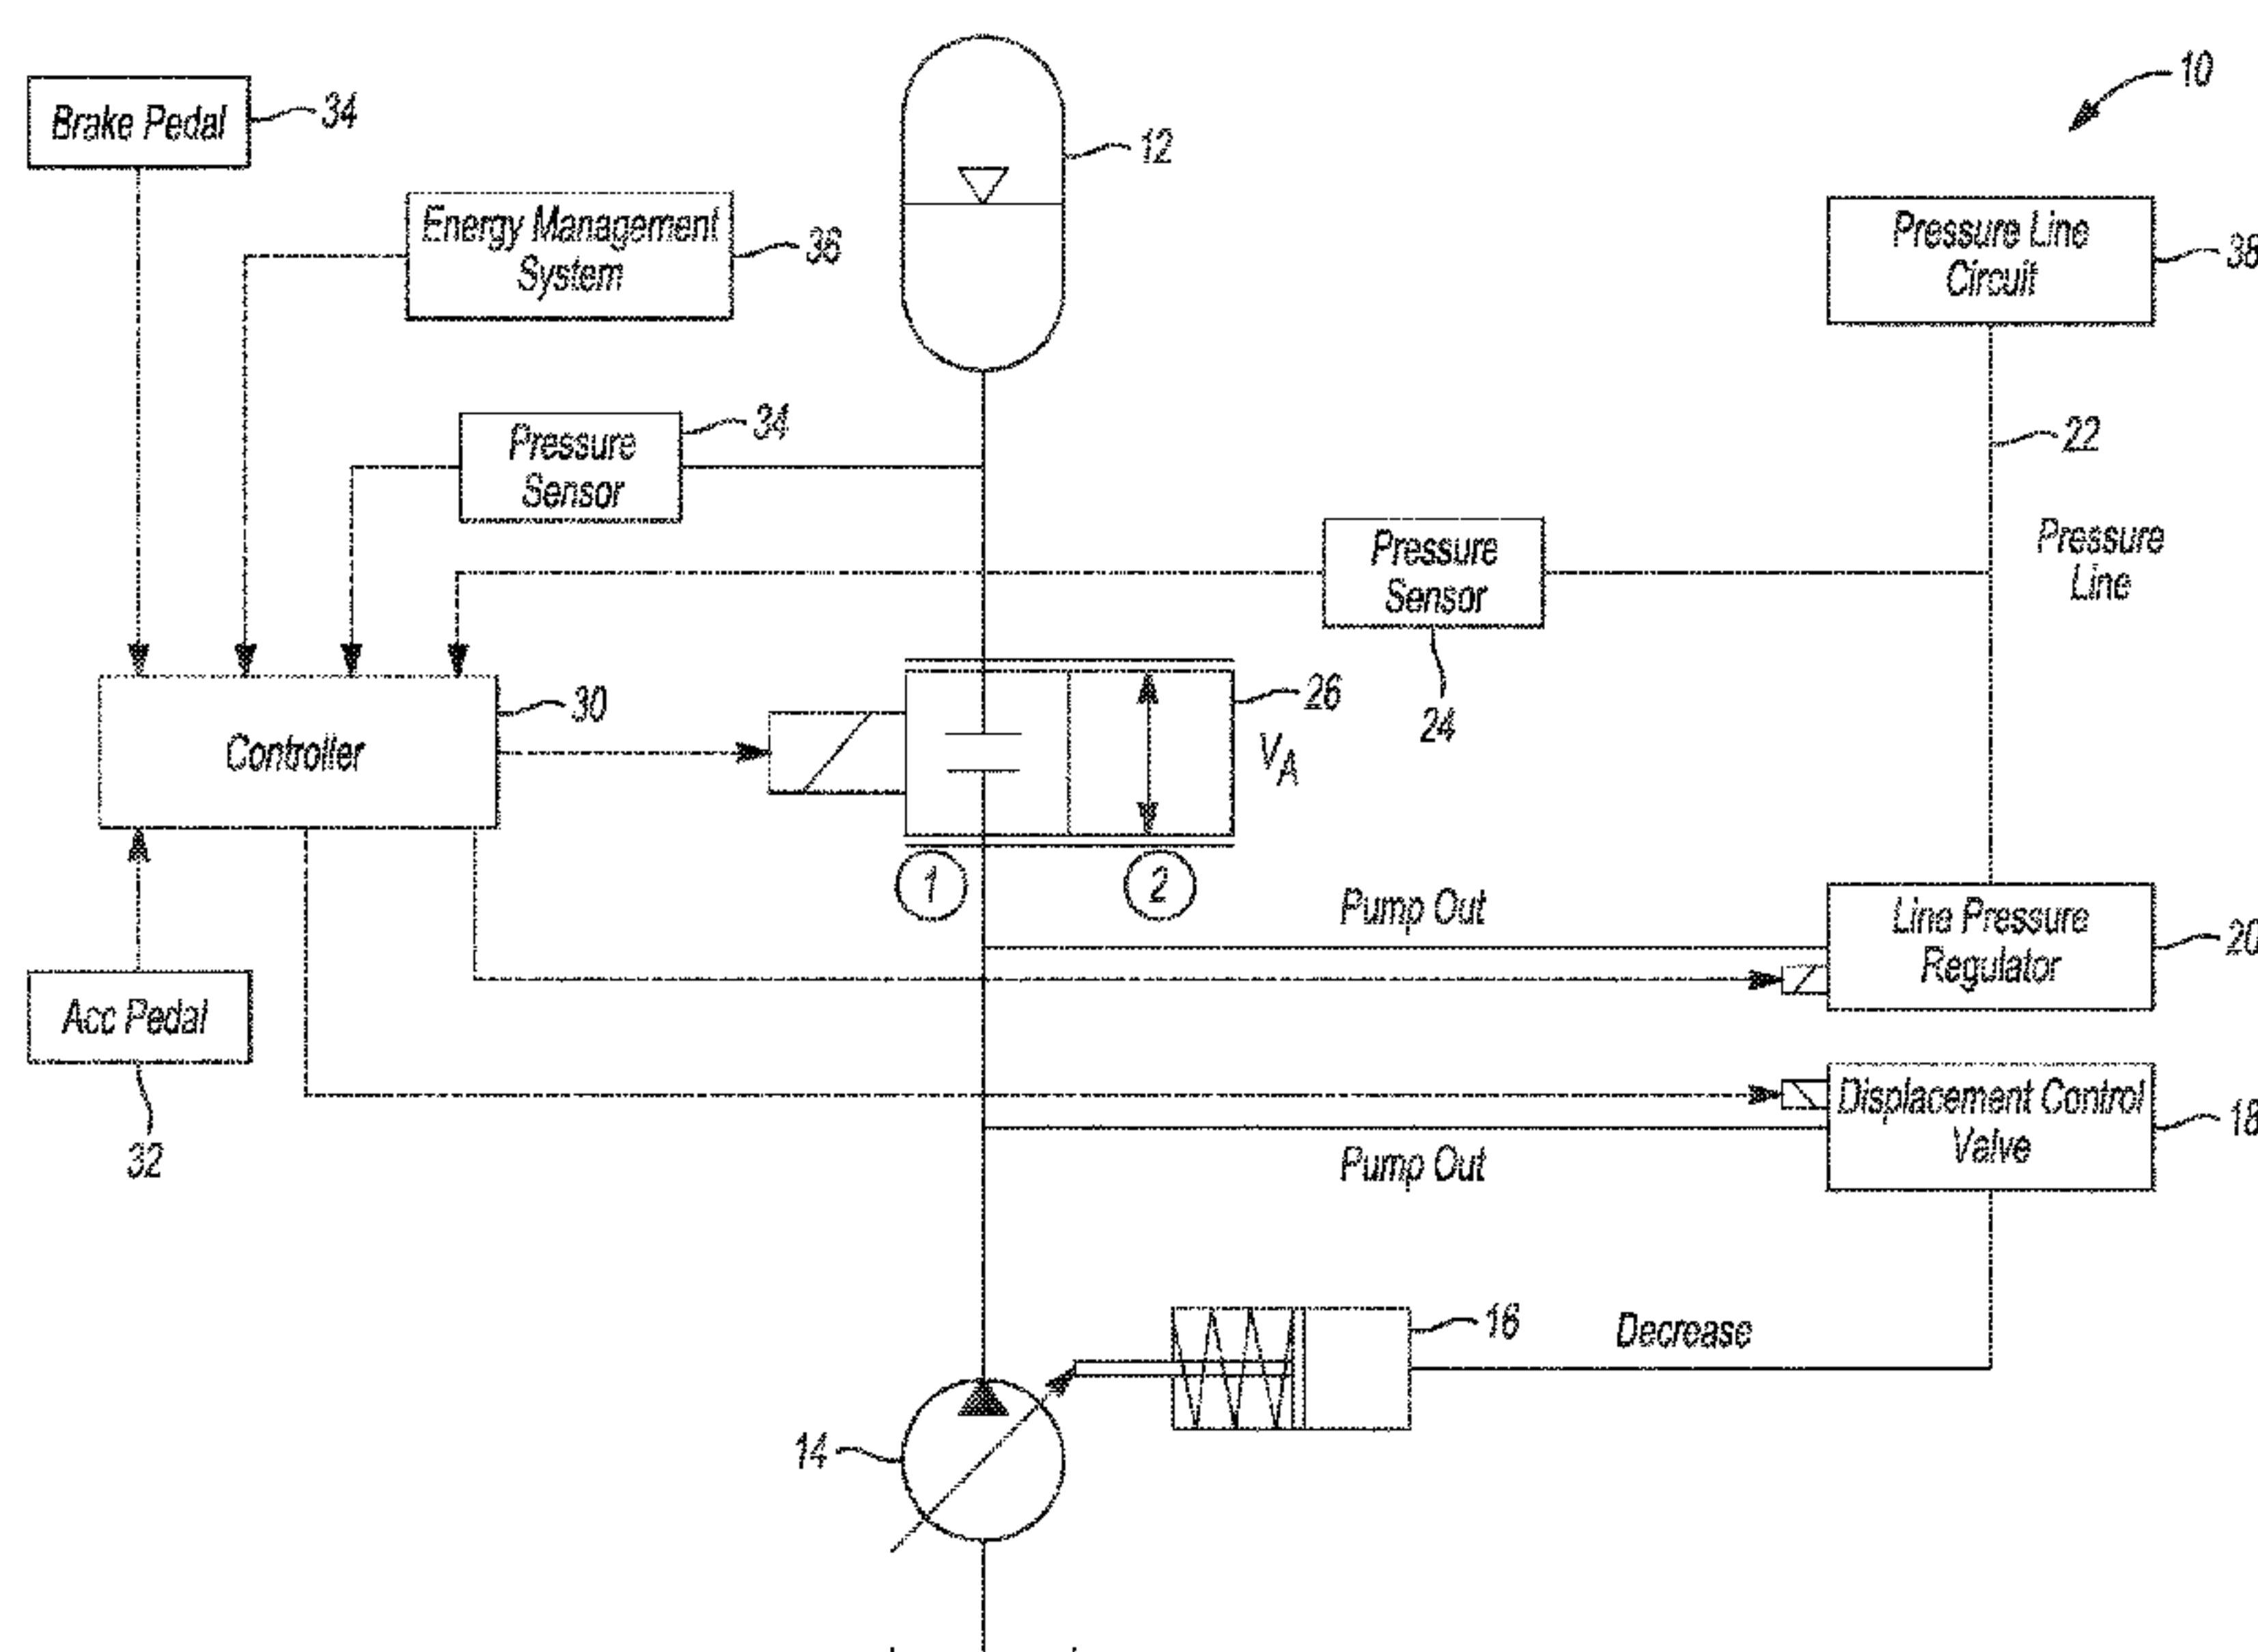 10
Brake Pedal
34
12
Energy Management
System
36
Pressure Line
Circuit
38
Pressure
Sensor
34
22
Pressure
Line
Pressure
Sensor
24
Controller
30
26
VA
1
2
Pump Out
Line Pressure
Regulator
20
Acc Pedal
32
Displacement Control
Valve
18
Pump Out
16
Decrease
14